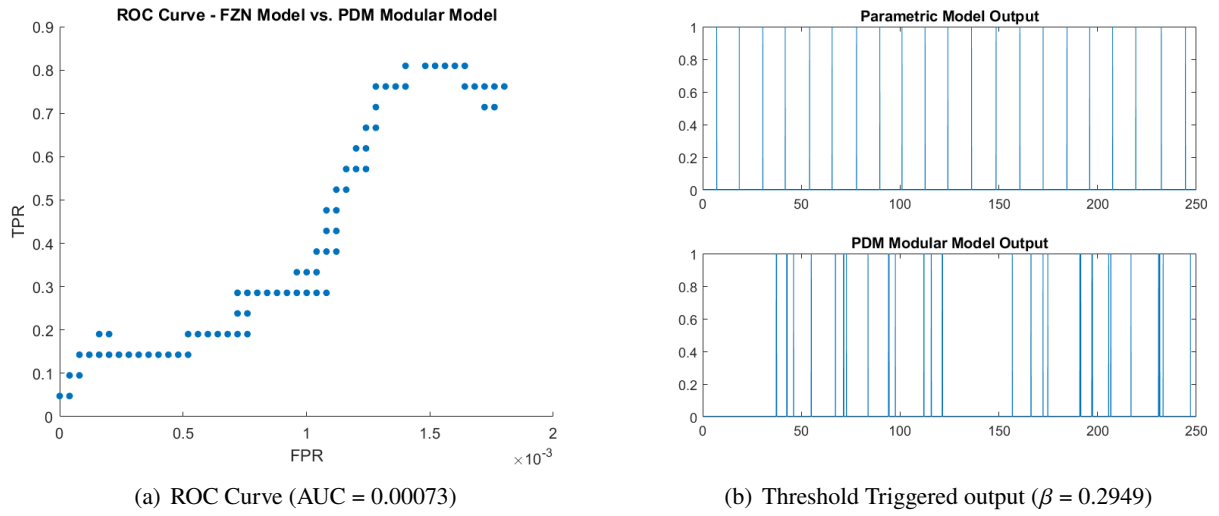 ROC Curve - FZN Model vs. PDM Modular Model
0.9
0.8
0.7
0.6
0.5
0.4
0.3
0.2
0.1
0
TPR
0 0.5 1 1.5 2
FPR
×10⁻³
(a) ROC Curve (AUC = 0.00073)
Parametric Model Output
1
0.8
0.6
0.4
0.2
0
0 50 100 150 200 250
PDM Modular Model Output
1
0.8
0.6
0.4
0.2
0
0 50 100 150 200 250
(b) Threshold Triggered output (β = 0.2949)